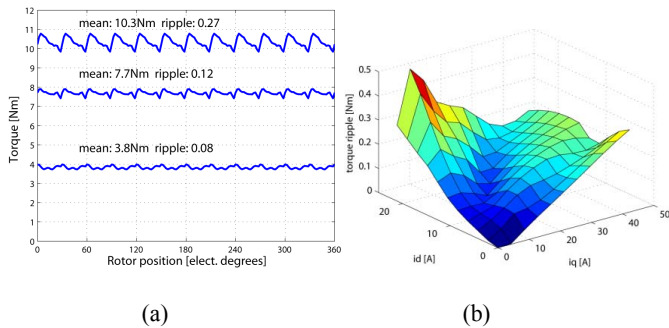 12
11
10
9
8
7
6
5
4
3
2
1
0
Torque [Nm]
mean: 10.3Nm ripple: 0.27
mean: 7.7Nm ripple: 0.12
mean: 3.8Nm ripple: 0.08
0 60 120 180 240 300 360
Rotor position [elect. degrees]
(a)
0.5
0.4
0.3
0.2
0.1
0
torque ripple [Nm]
20
10
0
id [A]
0
10
20
30
40
50
iq [A]
(b)